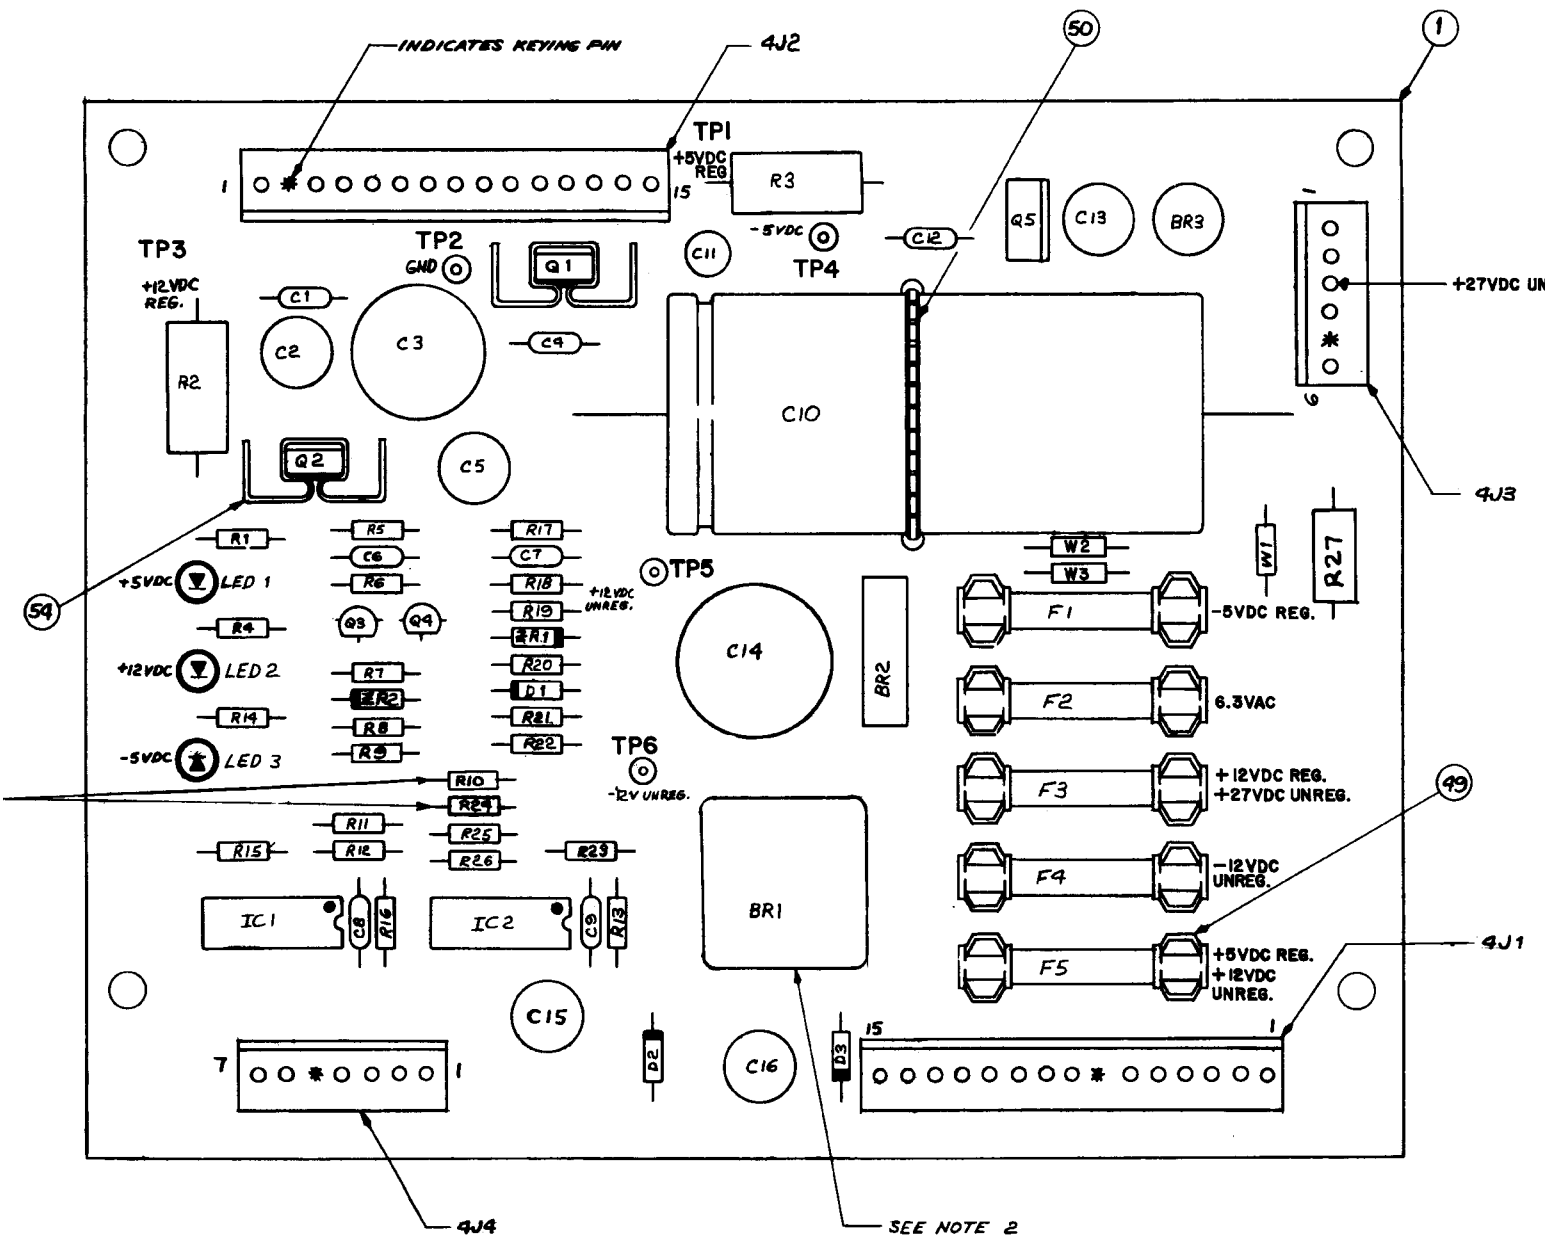 50
1
INDICATES KEYING PIN
4J2
TP1
+5VDC
REG
1
15
R3
-5VDC
TP4
C11
C12
Q5
C13
BR3
1
6
+27VDC UN
4J3
TP3
+12VDC
REG.
TP2
GND
Q1
C1
C2
C3
C4
R2
Q2
C5
C10
54
R1
+5VDC
LED 1
R4
+12VDC
LED 2
R14
-5VDC
LED 3
R5
C6
R6
Q3
Q4
R7
ZR2
R8
R9
R17
C7
R18
+12VDC
UNREG.
R19
ZR1
R20
D1
R21
R22
TP5
C14
BR2
W2
W3
W1
R27
F1
-5VDC REG.
F2
6.3VAC
F3
+12VDC REG.
+27VDC UNREG.
49
F4
-12VDC
UNREG.
F5
+5VDC REG.
+12VDC
UNREG.
4J1
TP6
-12V UNREG.
R10
R24
R11
R25
R15
R12
R26
R23
IC1
C8
R16
IC2
C9
R13
BR1
C15
D2
C16
D3
15
1
7
1
4J4
SEE NOTE 2